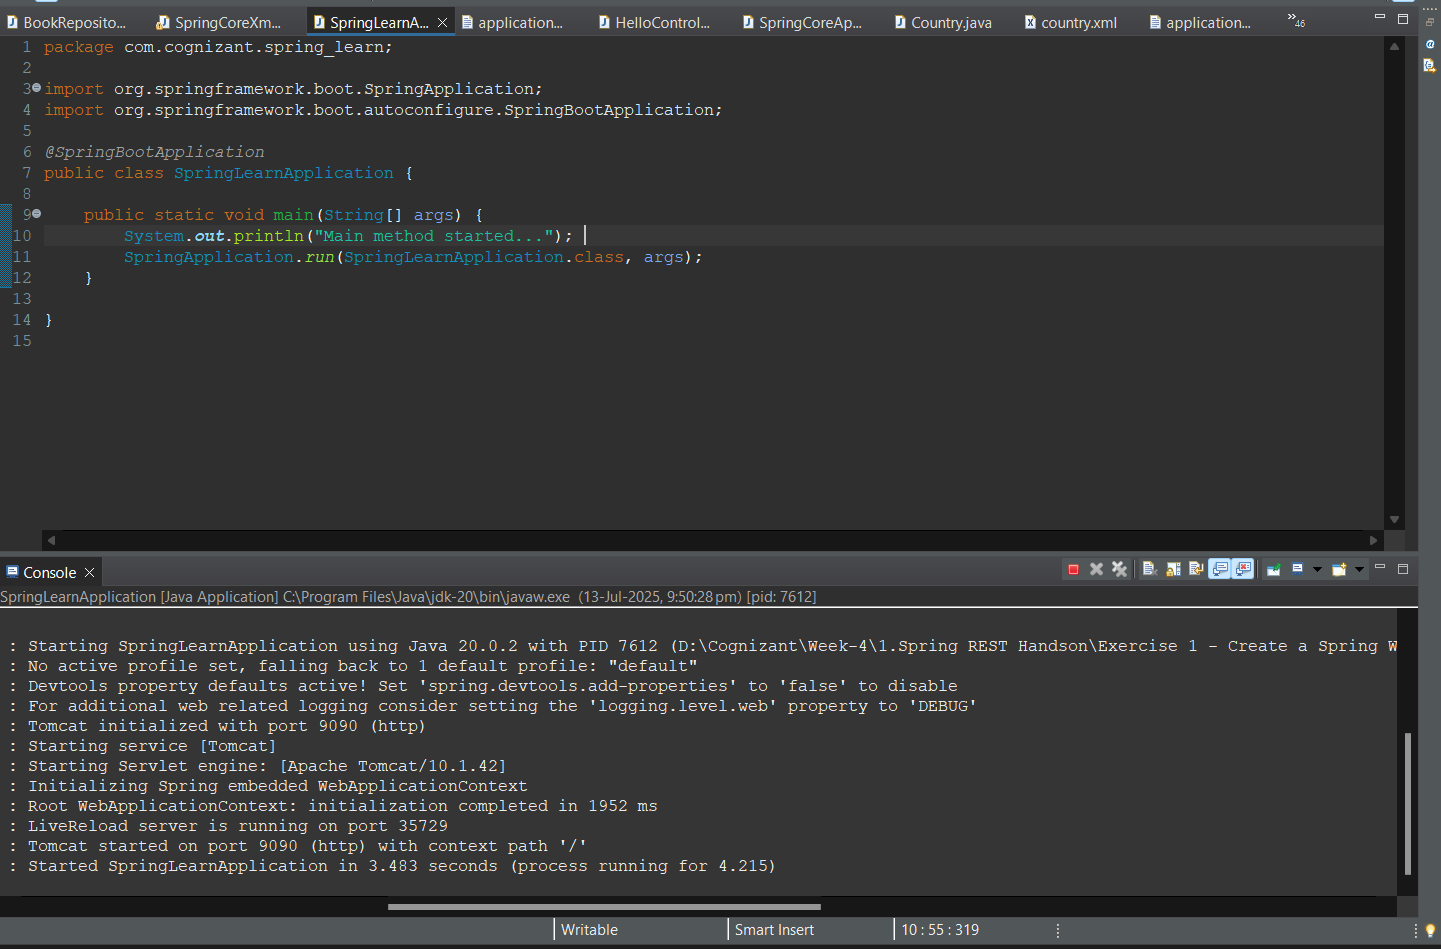 BookReposito... SpringCoreXm... SpringLearnA... application... HelloControl... SpringCoreAp... Country.java country.xml application... »46
1 package com.cognizant.spring_learn;
2
3 import org.springframework.boot.SpringApplication;
4 import org.springframework.boot.autoconfigure.SpringBootApplication;
5
6 @SpringBootApplication
7 public class SpringLearnApplication {
8
9 public static void main(String[] args) {
10 System.out.println("Main method started...");
11 SpringApplication.run(SpringLearnApplication.class, args);
12 }
13
14 }
15
Console
SpringLearnApplication [Java Application] C:\Program Files\Java\jdk-20\bin\javaw.exe (13-Jul-2025, 9:50:28 pm) [pid: 7612]
: Starting SpringLearnApplication using Java 20.0.2 with PID 7612 (D:\Cognizant\Week-4\1.Spring REST Handson\Exercise 1 - Create a Spring W
: No active profile set, falling back to 1 default profile: "default"
: Devtools property defaults active! Set 'spring.devtools.add-properties' to 'false' to disable
: For additional web related logging consider setting the 'logging.level.web' property to 'DEBUG'
: Tomcat initialized with port 9090 (http)
: Starting service [Tomcat]
: Starting Servlet engine: [Apache Tomcat/10.1.42]
: Initializing Spring embedded WebApplicationContext
: Root WebApplicationContext: initialization completed in 1952 ms
: LiveReload server is running on port 35729
: Tomcat started on port 9090 (http) with context path '/'
: Started SpringLearnApplication in 3.483 seconds (process running for 4.215)
Writable Smart Insert 10 : 55 : 319